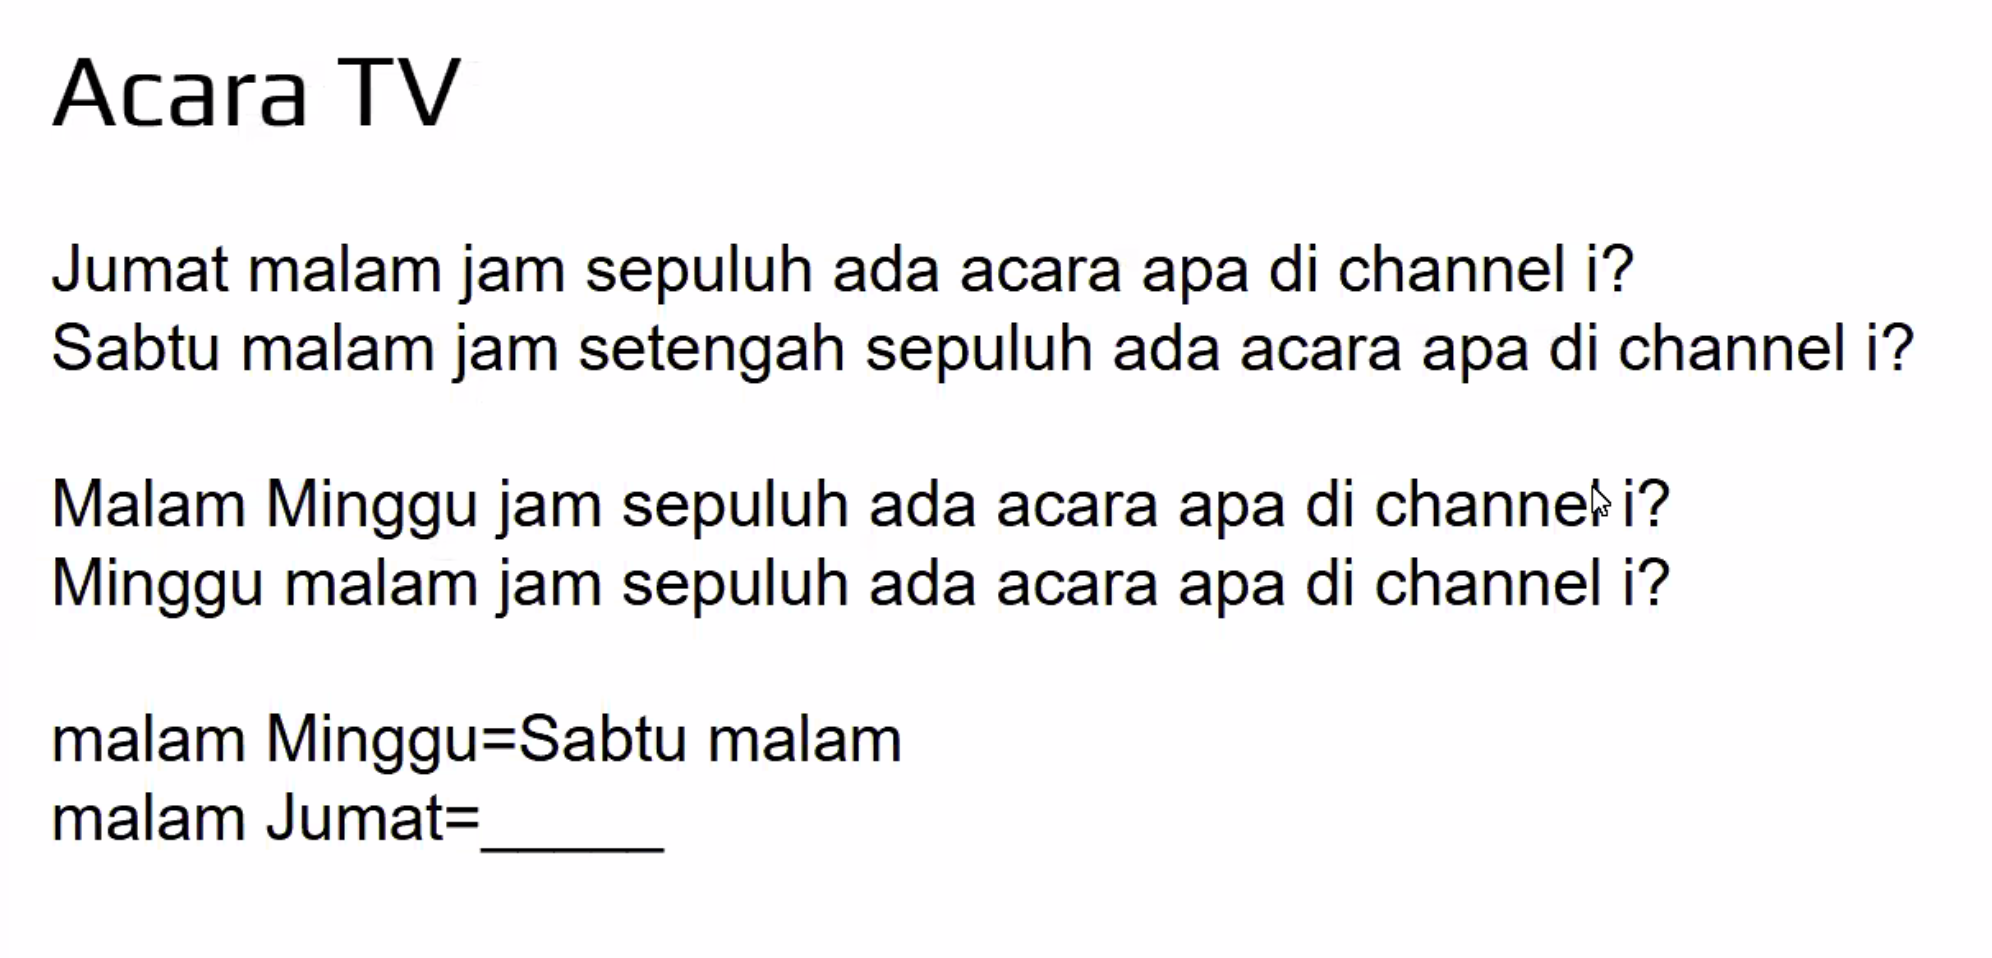 Acara TV
Jumat malam jam sepuluh ada acara apa di channel i?
Sabtu malam jam setengah sepuluh ada acara apa di channel i?
Malam Minggu jam sepuluh ada acara apa di channel i?
Minggu malam jam sepuluh ada acara apa di channel i?
malam Minggu=Sabtu malam
malam Jumat=_____